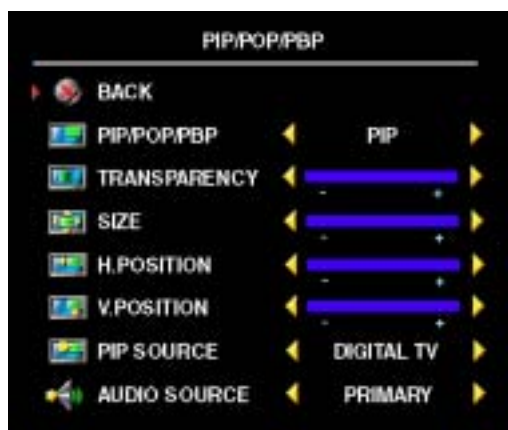 PIP/POP/PBP
BACK
PIP/POP/PBP PIP
TRANSPARENCY
- +
SIZE
- +
H.POSITION
- +
V.POSITION
- +
PIP SOURCE DIGITAL TV
AUDIO SOURCE PRIMARY